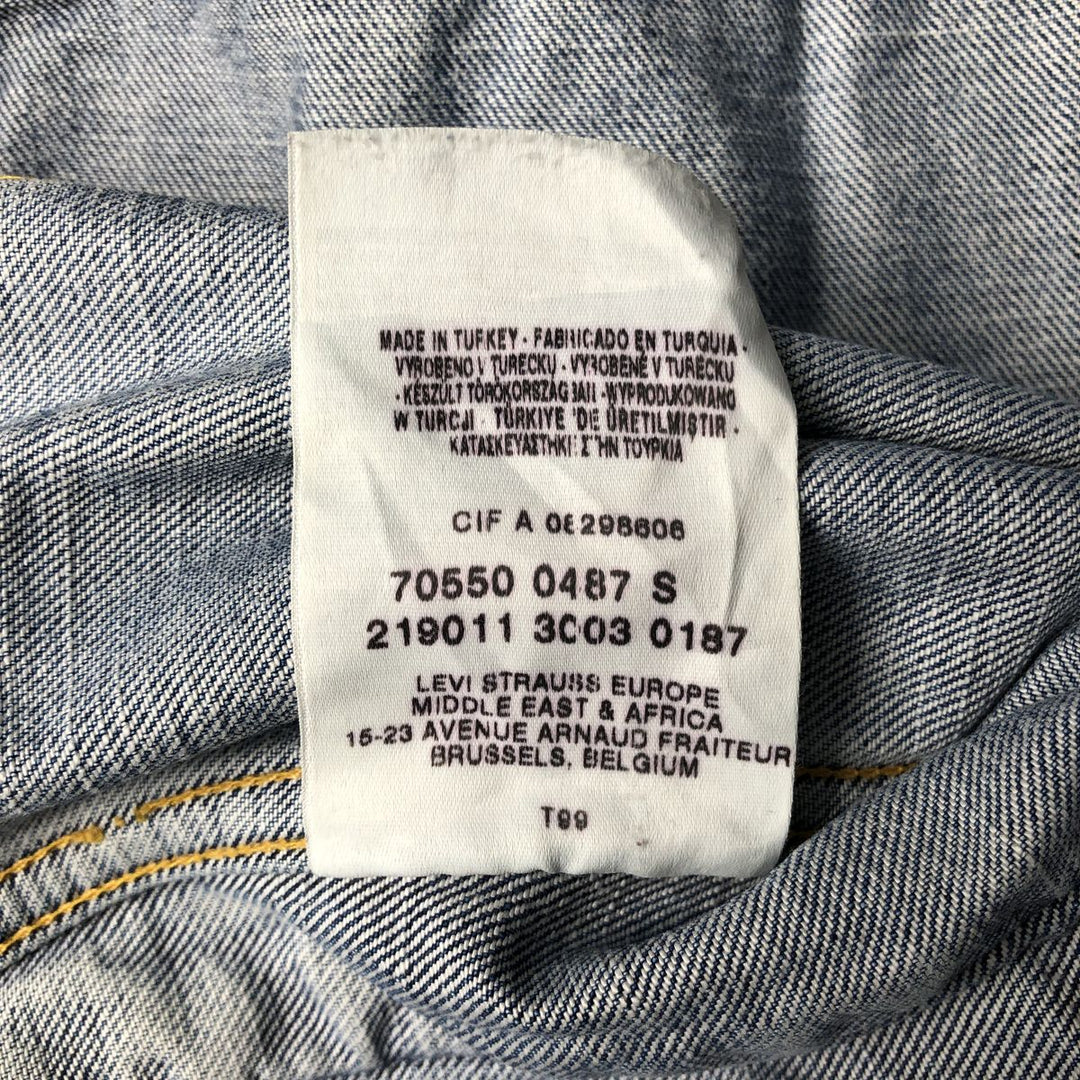 MADE IN TURKEY - FABRICADO EN TURQUIA -
VYROBENO V TURECKU - VYROBENÉ V TURECKU
- KÉSZÜLT TÖRÖKORSZÁGBAN - WYPRODUKOWANO
W TURCJI - TÜRKIYE 'DE ÜRETILMIŞTIR -
ΚΑΤΑΣΚΕΥΑΣΤΗΚΕ ΣΤΗΝ ΤΟΥΡΚΙΑ
CIF A 08298606
70550 0487 S
219011 3003 0187
LEVI STRAUSS EUROPE
MIDDLE EAST & AFRICA
15-23 AVENUE ARNAUD FRAITEUR
BRUSSELS, BELGIUM
T99